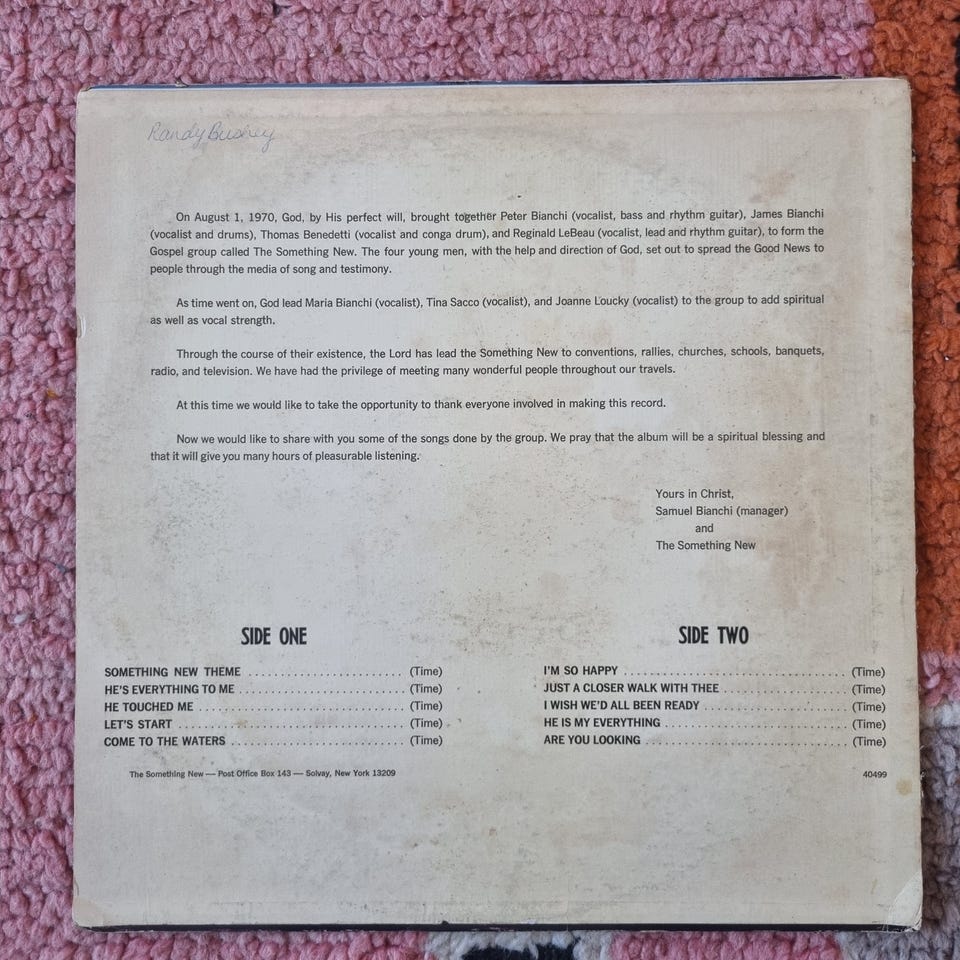 Randy
On August 1, 1970, God, by His perfect will, brought together Peter Bianchi (vocalist, bass and rhythm guitar), James Bianchi
(vocalist and drums), Thomas Benedetti (vocalist and conga drum), and Reginald LeBeau (vocalist, lead and rhythm guitar), to form the
Gospel group called The Something New. The four young men, with the help and direction of God, set out to spread the Good News to
people through the media of song and testimony.
As time went on, God lead Maria Bianchi (vocalist), Tina Sacco (vocalist), and Joanne Loucky (vocalist) to the group to add spiritual
as well as vocal strength.
Through the course of their existence, the Lord has lead the Something New to conventions, rallies, churches, schools, banquets,
radio, and television. We have had the privilege of meeting many wonderful people throughout our travels.
At this time we would like to take the opportunity to thank everyone involved in making this record.
Now we would like to share with you some of the songs done by the group. We pray that the album will be a spiritual blessing and
that it will give you many hours of pleasurable listening.
Yours in Christ,
Samuel Bianchi (manager)
and
The Something New
SIDE ONE
SOMETHING NEW THEME ........................ (Time)
HE'S EVERYTHING TO ME ........................ (Time)
HE TOUCHED ME ........................ (Time)
LET'S START ........................ (Time)
COME TO THE WATERS ........................ (Time)
SIDE TWO
I'M SO HAPPY ........................ (Time)
JUST A CLOSER WALK WITH THEE ........................ (Time)
I WISH WE'D ALL BEEN READY ........................ (Time)
HE IS MY EVERYTHING ........................ (Time)
ARE YOU LOOKING ........................ (Time)
The Something New — Post Office Box 143 — Solvay, New York 13209
40499